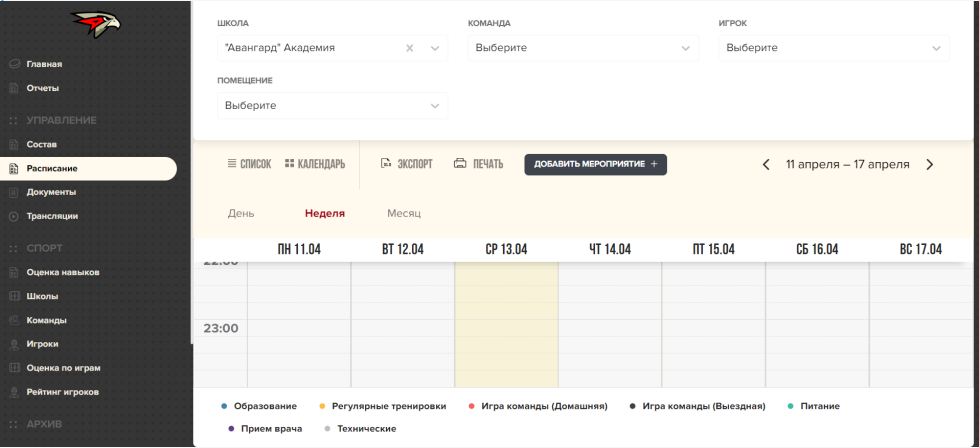 Главная
Отчеты
УПРАВЛЕНИЕ
Состав
Расписание
Документы
Трансляции
СПОРТ
Оценка навыков
Школы
Команды
Игроки
Оценка по играм
Рейтинг игроков
АРХИВ
ШКОЛА КОМАНДА ИГРОК
"Авангард" Академия Выберите Выберите
ПОМЕЩЕНИЕ
Выберите
СПИСОК КАЛЕНДАРЬ ЭКСПОРТ ПЕЧАТЬ ДОБАВИТЬ МЕРОПРИЯТИЕ + 11 апреля – 17 апреля
День Неделя Месяц
ПН 11.04 ВТ 12.04 СР 13.04 ЧТ 14.04 ПТ 15.04 СБ 16.04 ВС 17.04
22:00
23:00
Образование Регулярные тренировки Игра команды (Домашняя) Игра команды (Выездная) Питание
Прием врача Технические